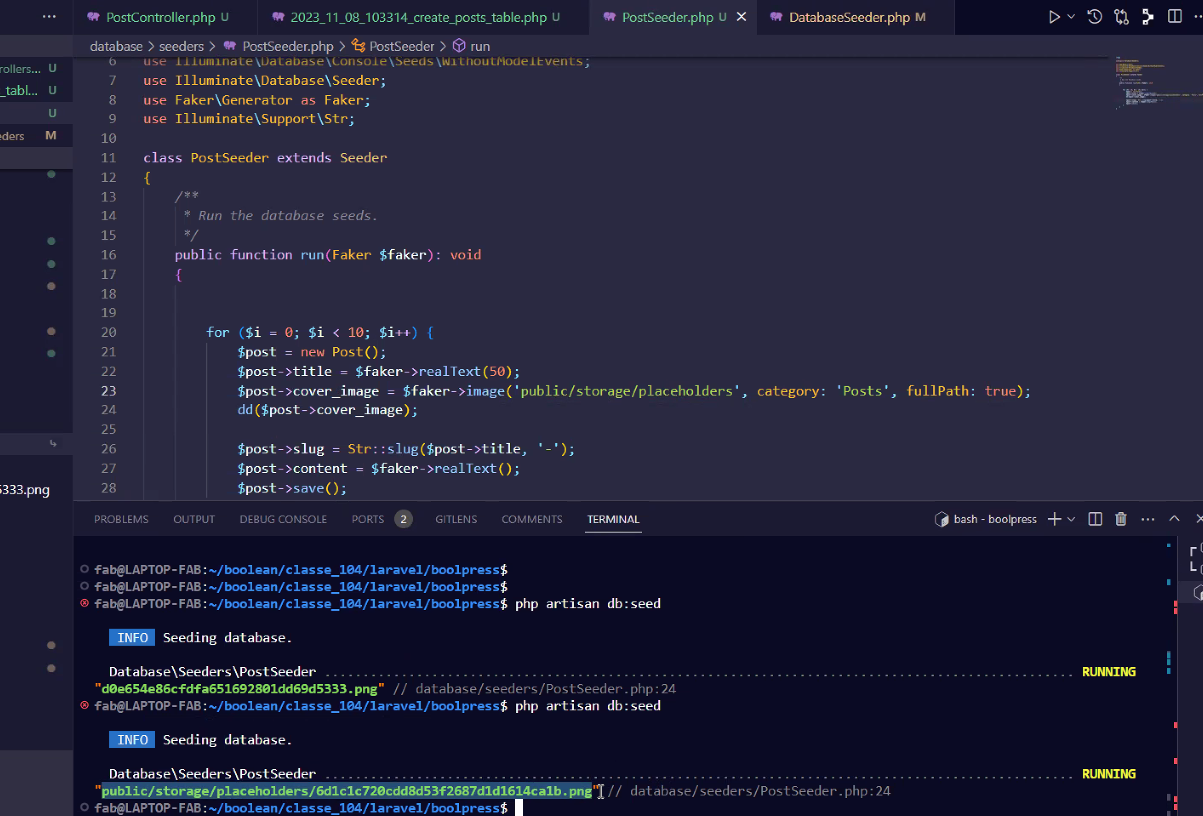 PostController.php U
2023_11_08_103314_create_posts_table.php U
PostSeeder.php U
DatabaseSeeder.php M
database > seeders > PostSeeder.php > PostSeeder > run
ollers... U
_tabl... U
U
eders M
5333.png
6 use Illuminate\Database\Console\Seeds\WithoutModelEvents;
7 use Illuminate\Database\Seeder;
8 use Faker\Generator as Faker;
9 use Illuminate\Support\Str;
10
11 class PostSeeder extends Seeder
12 {
13 /**
14 * Run the database seeds.
15 */
16 public function run(Faker $faker): void
17 {
18
19
20 for ($i = 0; $i < 10; $i++) {
21 $post = new Post();
22 $post->title = $faker->realText(50);
23 $post->cover_image = $faker->image('public/storage/placeholders', category: 'Posts', fullPath: true);
24 dd($post->cover_image);
25
26 $post->slug = Str::slug($post->title, '-');
27 $post->content = $faker->realText();
28 $post->save();
PROBLEMS OUTPUT DEBUG CONSOLE PORTS 2 GITLENS COMMENTS TERMINAL bash - boolpress
fab@LAPTOP-FAB:~/boolean/classe_104/laravel/boolpress$
fab@LAPTOP-FAB:~/boolean/classe_104/laravel/boolpress$
fab@LAPTOP-FAB:~/boolean/classe_104/laravel/boolpress$ php artisan db:seed
INFO Seeding database.
Database\Seeders\PostSeeder ........................................................ RUNNING
"d0e654e86cfdfa651692801dd69d5333.png" // database/seeders/PostSeeder.php:24
fab@LAPTOP-FAB:~/boolean/classe_104/laravel/boolpress$ php artisan db:seed
INFO Seeding database.
Database\Seeders\PostSeeder ........................................................ RUNNING
"public/storage/placeholders/6d1c1c720cdd8d53f2687d1d1614ca1b.png" // database/seeders/PostSeeder.php:24
fab@LAPTOP-FAB:~/boolean/classe_104/laravel/boolpress$